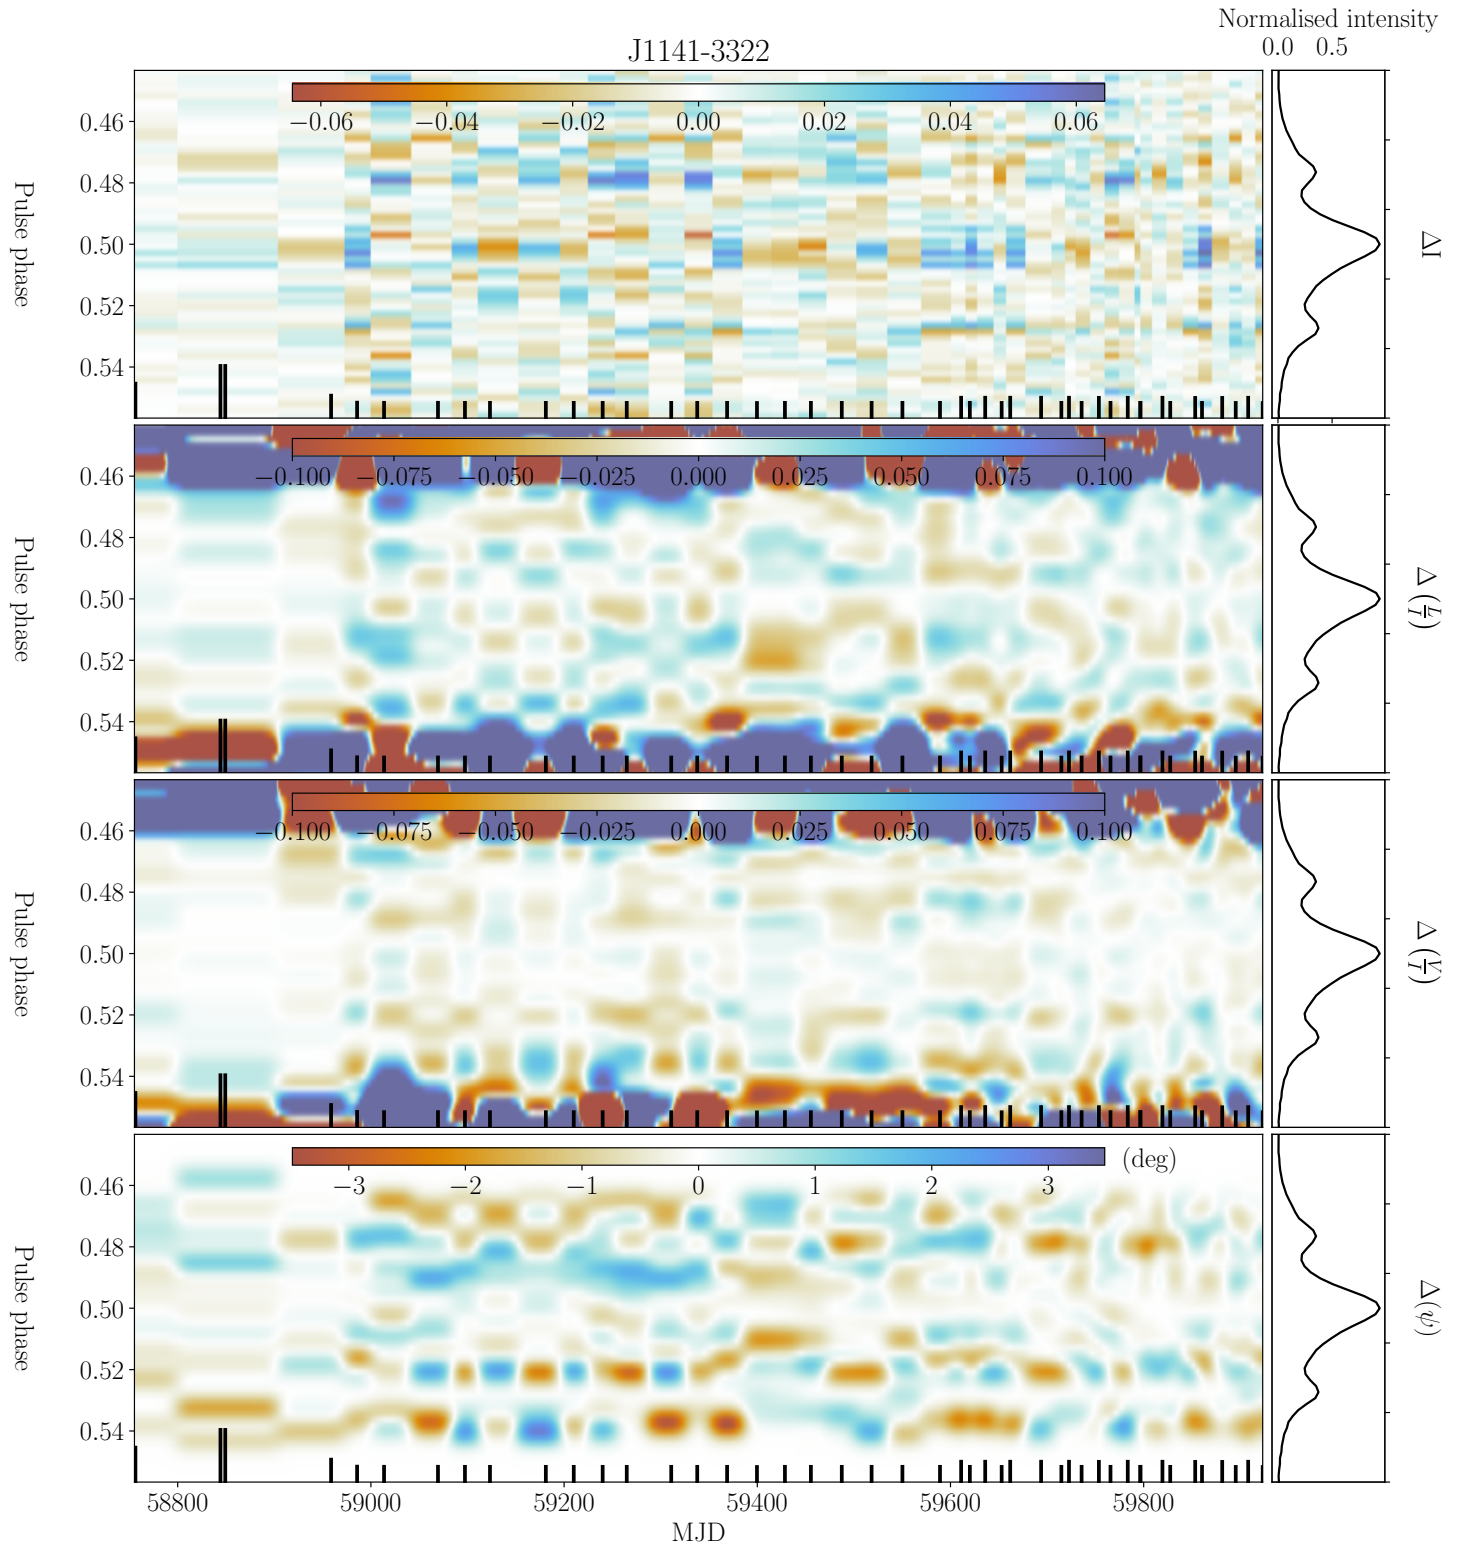 Normalised intensity
0.0 0.5
J1141-3322
−0.06 −0.04 −0.02 0.00 0.02 0.04 0.06
0.46
0.48
0.50
0.52
0.54
Pulse phase
ΔI
−0.100 −0.075 −0.050 −0.025 0.000 0.025 0.050 0.075 0.100
0.46
0.48
0.50
0.52
0.54
Pulse phase
Δ (L/I)
−0.100 −0.075 −0.050 −0.025 0.000 0.025 0.050 0.075 0.100
0.46
0.48
0.50
0.52
0.54
Pulse phase
Δ (V/I)
(deg)
−3 −2 −1 0 1 2 3
0.46
0.48
0.50
0.52
0.54
Pulse phase
Δ(ψ)
58800 59000 59200 59400 59600 59800
MJD